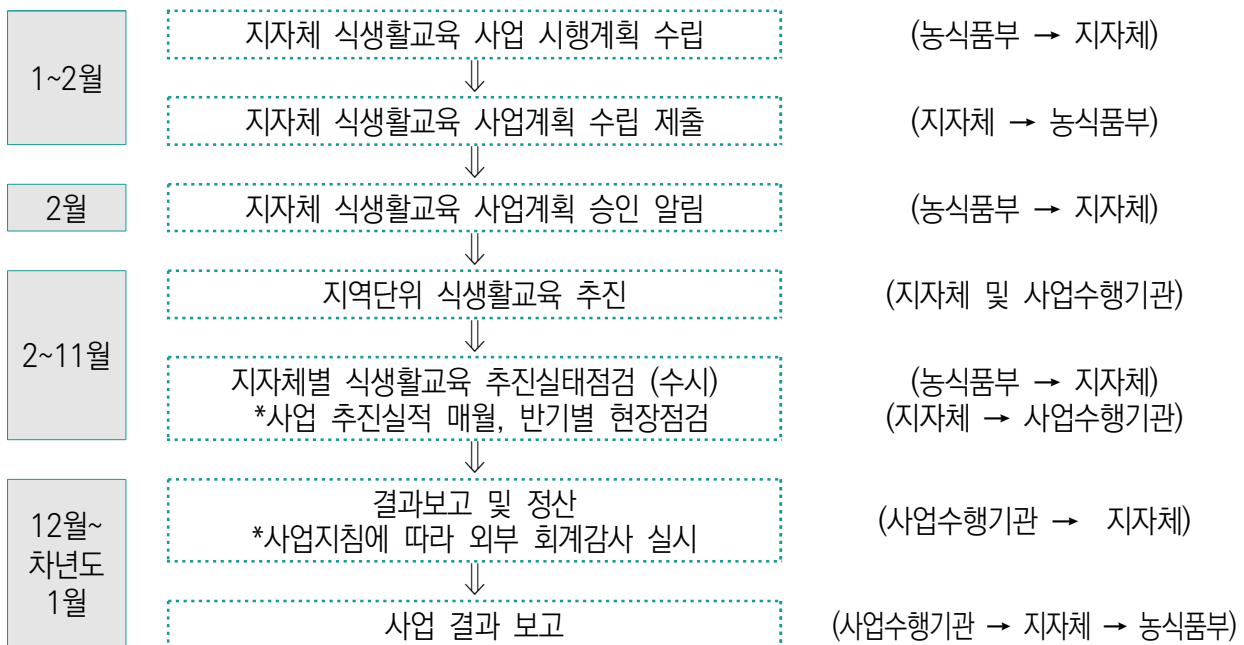 1~2월
지자체 식생활교육 사업 시행계획 수립 (농식품부 → 지자체)
⇓
지자체 식생활교육 사업계획 수립 제출 (지자체 → 농식품부)
⇓
2월
지자체 식생활교육 사업계획 승인 알림 (농식품부 → 지자체)
⇓
2~11월
지역단위 식생활교육 추진 (지자체 및 사업수행기관)
⇓
지자체별 식생활교육 추진실태점검 (수시) (농식품부 → 지자체)
*사업 추진실적 매월, 반기별 현장점검 (지자체 → 사업수행기관)
⇓
12월~
차년도
1월
결과보고 및 정산
*사업지침에 따라 외부 회계감사 실시
(사업수행기관 → 지자체)
⇓
사업 결과 보고 (사업수행기관 → 지자체 → 농식품부)